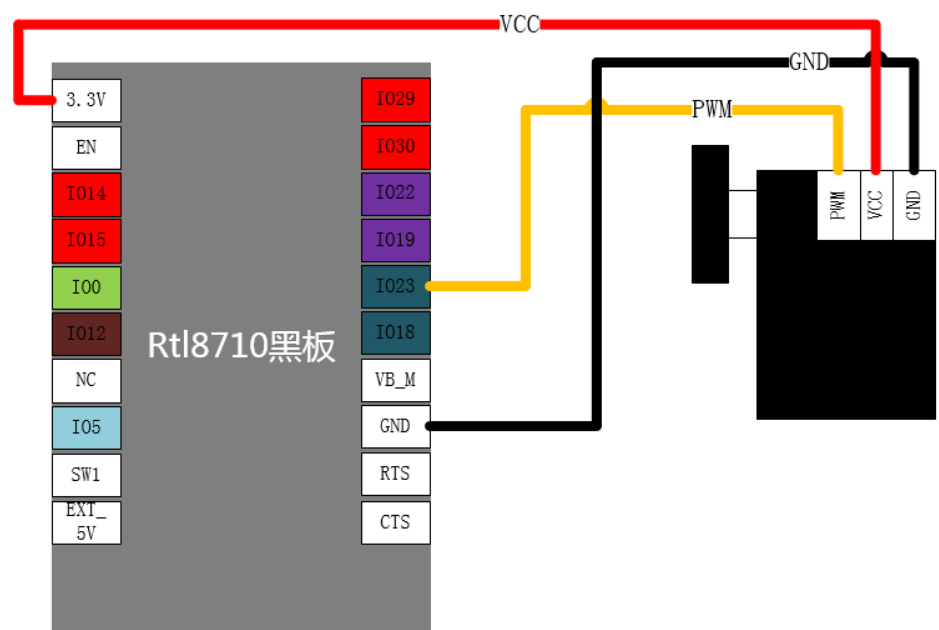 VCC
GND
PWM
3.3V
EN
IO14
IO15
IO0
IO12
NC
IO5
SW1
EXT_
5V
Rtl8710黑板
IO29
IO30
IO22
IO19
IO23
IO18
VB_M
GND
RTS
CTS
PWM
VCC
GND